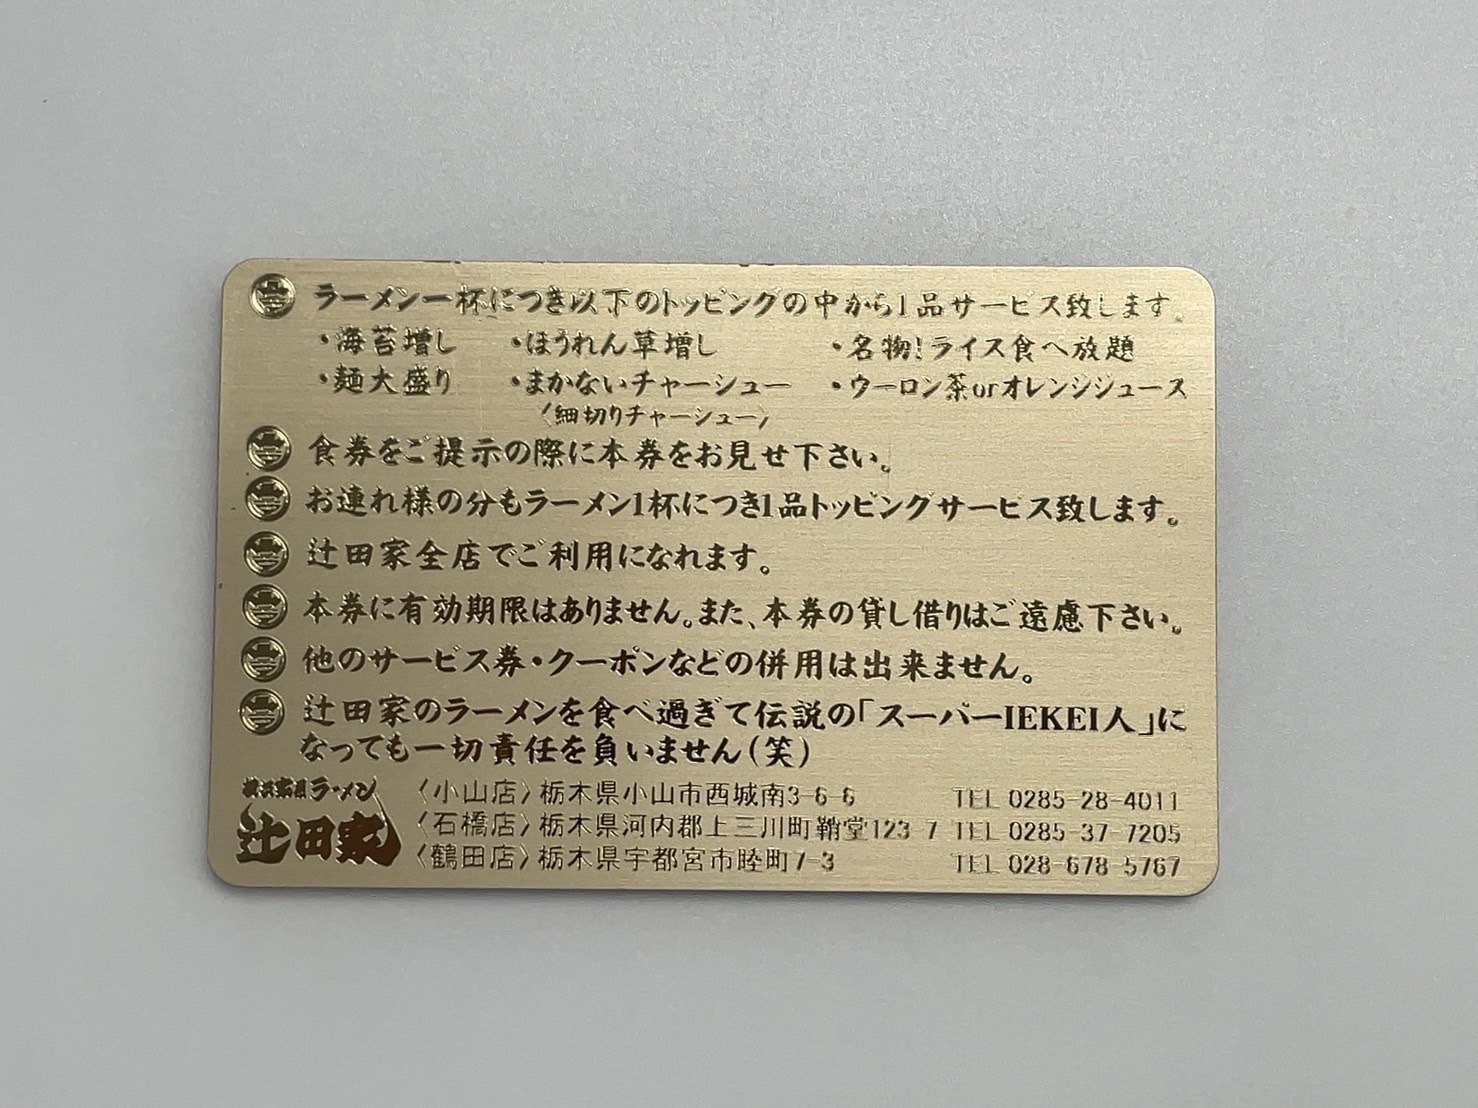 ラーメン一杯につき以下のトッピングの中から1品サービス致します。
・海苔増し ・ほうれん草増し ・名物!ライス食べ放題
・麺大盛り ・まかないチャーシュー ・ウーロン茶orオレンジジュース
〈細切りチャーシュー〉
食券をご提示の際に本券をお見せ下さい。
お連れ様の分もラーメン1杯につき1品トッピングサービス致します。
辻田家全店でご利用になれます。
本券に有効期限はありません。また、本券の貸し借りはご遠慮下さい。
他のサービス券・クーポンなどの併用は出来ません。
辻田家のラーメンを食べ過ぎて伝説の「スーパーIEKEI人」に
なっても一切責任を負いません(笑)
横浜家系ラーメン
辻田家
〈小山店〉栃木県小山市西城南3-6-6 TEL 0285-28-4011
〈石橋店〉栃木県河内郡上三川町鞘堂123-7 TEL 0285-37-7205
〈鶴田店〉栃木県宇都宮市睦町7-3 TEL 028-678-5767